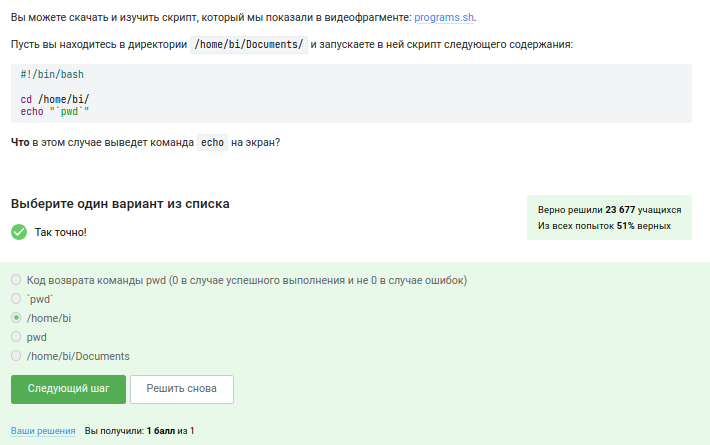 Вы можете скачать и изучить скрипт, который мы показали в видеофрагменте: programs.sh.
Пусть вы находитесь в директории /home/bi/Documents/ и запускаете в ней скрипт следующего содержания:
#!/bin/bash
cd /home/bi/
echo "`pwd`"
Что в этом случае выведет команда echo на экран?
Выберите один вариант из списка
Верно решили 23 677 учащихся
Из всех попыток 51% верных
Так точно!
Код возврата команды pwd (0 в случае успешного выполнения и не 0 в случае ошибок)
`pwd`
/home/bi
pwd
/home/bi/Documents
Следующий шаг
Решить снова
Ваши решения Вы получили: 1 балл из 1